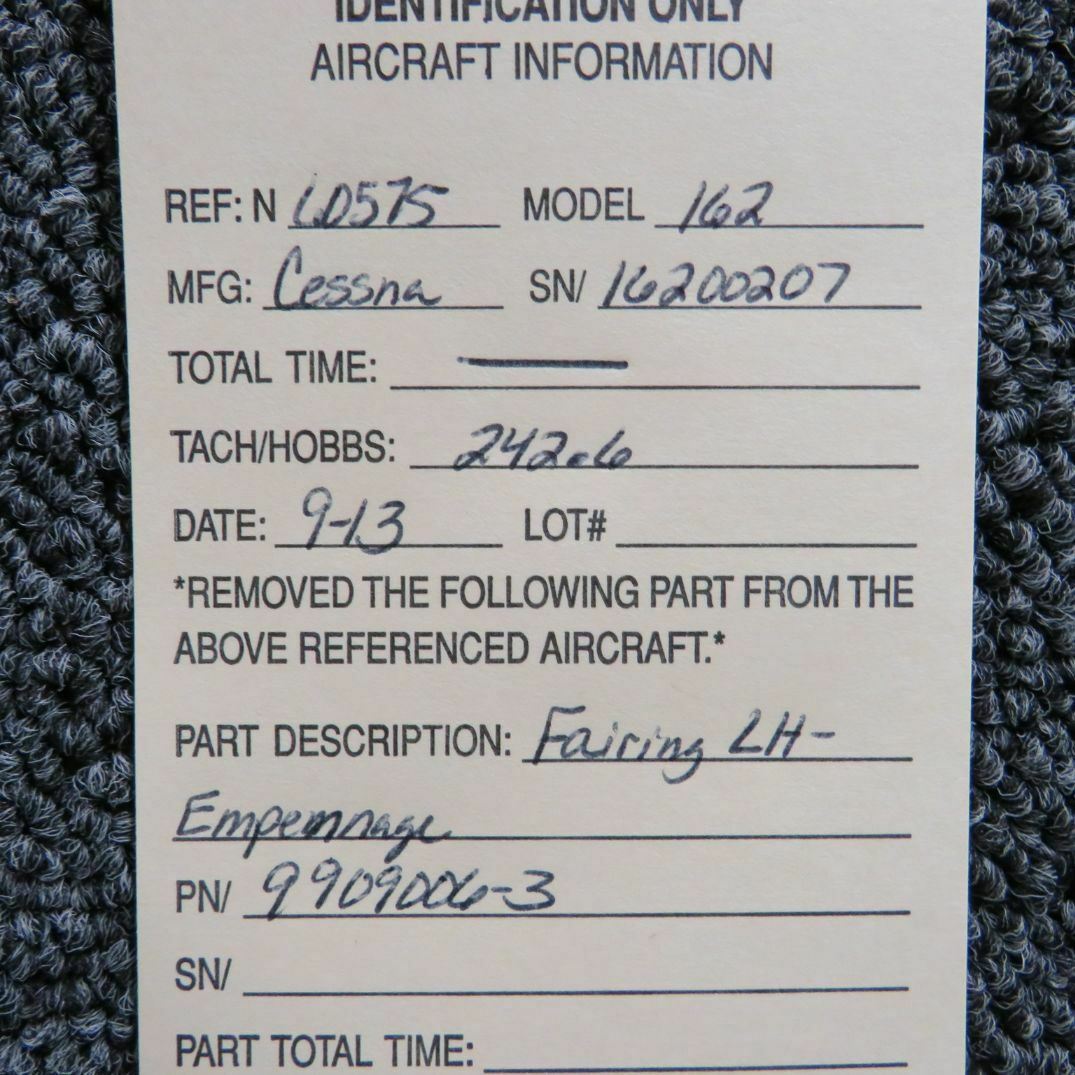 IDENTIFICATION ONLY
AIRCRAFT INFORMATION
REF: N 6D575 MODEL 162
MFG: Cessna SN/ 16200207
TOTAL TIME: —
TACH/HOBBS: 242.6
DATE: 9-13 LOT#
*REMOVED THE FOLLOWING PART FROM THE
ABOVE REFERENCED AIRCRAFT.*
PART DESCRIPTION: Fairing LH-
Empennage
PN/ 9909006-3
SN/
PART TOTAL TIME: